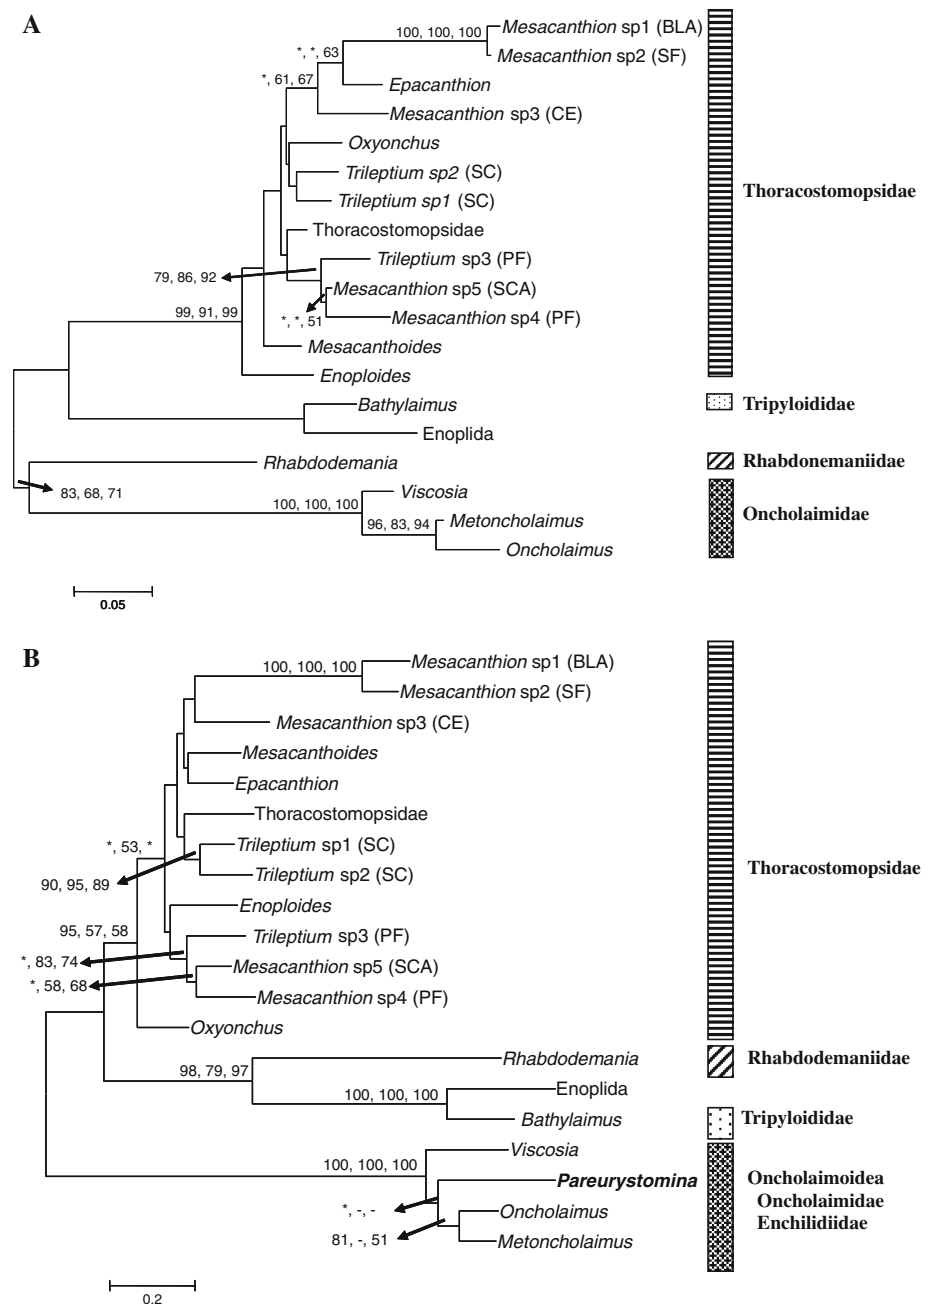 A
Mesacanthion sp1 (BLA)
100, 100, 100
Mesacanthion sp2 (SF)
*, *, 63
*, 61, 67
Epacanthion
Mesacanthion sp3 (CE)
Oxyonchus
Trileptium sp2 (SC)
Thoracostomopsidae
Trileptium sp1 (SC)
Thoracostomopsidae
Trileptium sp3 (PF)
79, 86, 92
Mesacanthion sp5 (SCA)
99, 91, 99
*, *, 51
Mesacanthion sp4 (PF)
Mesacanthoides
Enoploides
Bathylaimus
Tripyloididae
Enoplida
Rhabdodemania
Rhabdonemaniidae
83, 68, 71
Viscosia
100, 100, 100
Oncholaimidae
96, 83, 94
Metoncholaimus
Oncholaimus
0.05
B
Mesacanthion sp1 (BLA)
100, 100, 100
Mesacanthion sp2 (SF)
Mesacanthion sp3 (CE)
Mesacanthoides
Epacanthion
Thoracostomopsidae
*, 53, *
Trileptium sp1 (SC)
Thoracostomopsidae
Trileptium sp2 (SC)
90, 95, 89
Enoploides
95, 57, 58
Trileptium sp3 (PF)
*, 83, 74
Mesacanthion sp5 (SCA)
*, 58, 68
Mesacanthion sp4 (PF)
Oxyonchus
Rhabdodemania
Rhabdodemaniidae
98, 79, 97
Enoplida
100, 100, 100
Bathylaimus
Tripyloididae
Viscosia
100, 100, 100
Pareurystomina
Oncholaimoidea
Oncholaimidae
Enchilidiidae
*, -, -
Oncholaimus
81, -, 51
Metoncholaimus
0.2